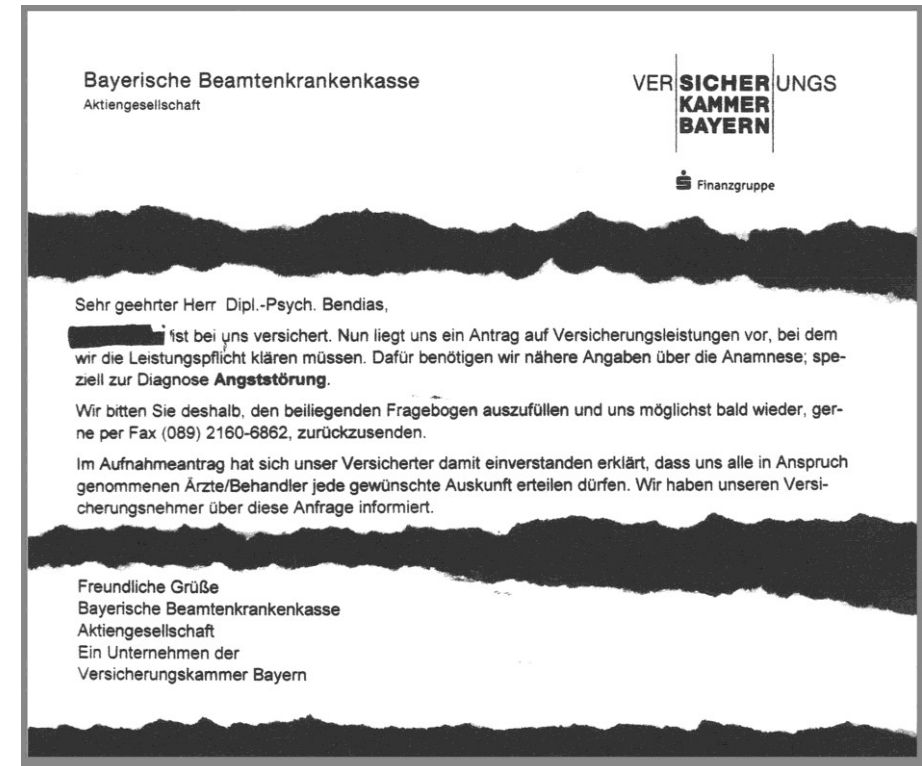 Bayerische Beamtenkrankenkasse
Aktiengesellschaft
VERSICHERUNGS
KAMMER
BAYERN
Finanzgruppe
Sehr geehrter Herr Dipl.-Psych. Bendias,
ist bei uns versichert. Nun liegt uns ein Antrag auf Versicherungsleistungen vor, bei dem
wir die Leistungspflicht klären müssen. Dafür benötigen wir nähere Angaben über die Anamnese; spe-
ziell zur Diagnose Angststörung.
Wir bitten Sie deshalb, den beiliegenden Fragebogen auszufüllen und uns möglichst bald wieder, ger-
ne per Fax (089) 2160-6862, zurückzusenden.
Im Aufnahmeantrag hat sich unser Versicherter damit einverstanden erklärt, dass uns alle in Anspruch
genommenen Ärzte/Behandler jede gewünschte Auskunft erteilen dürfen. Wir haben unseren Versi-
cherungsnehmer über diese Anfrage informiert.
Freundliche Grüße
Bayerische Beamtenkrankenkasse
Aktiengesellschaft
Ein Unternehmen der
Versicherungskammer Bayern